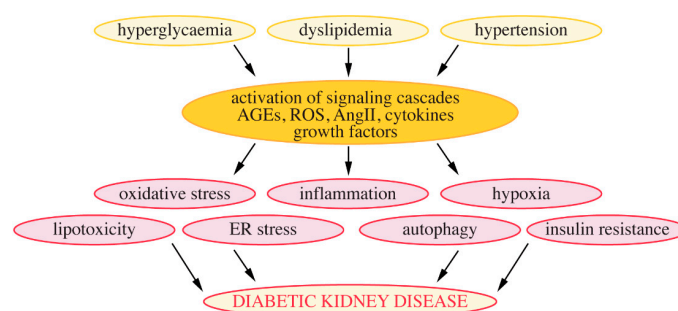 hyperglycaemia
dyslipidemia
hypertension
activation of signaling cascades
AGEs, ROS, AngII, cytokines
growth factors
oxidative stress
inflammation
hypoxia
lipotoxicity
ER stress
autophagy
insulin resistance
DIABETIC KIDNEY DISEASE